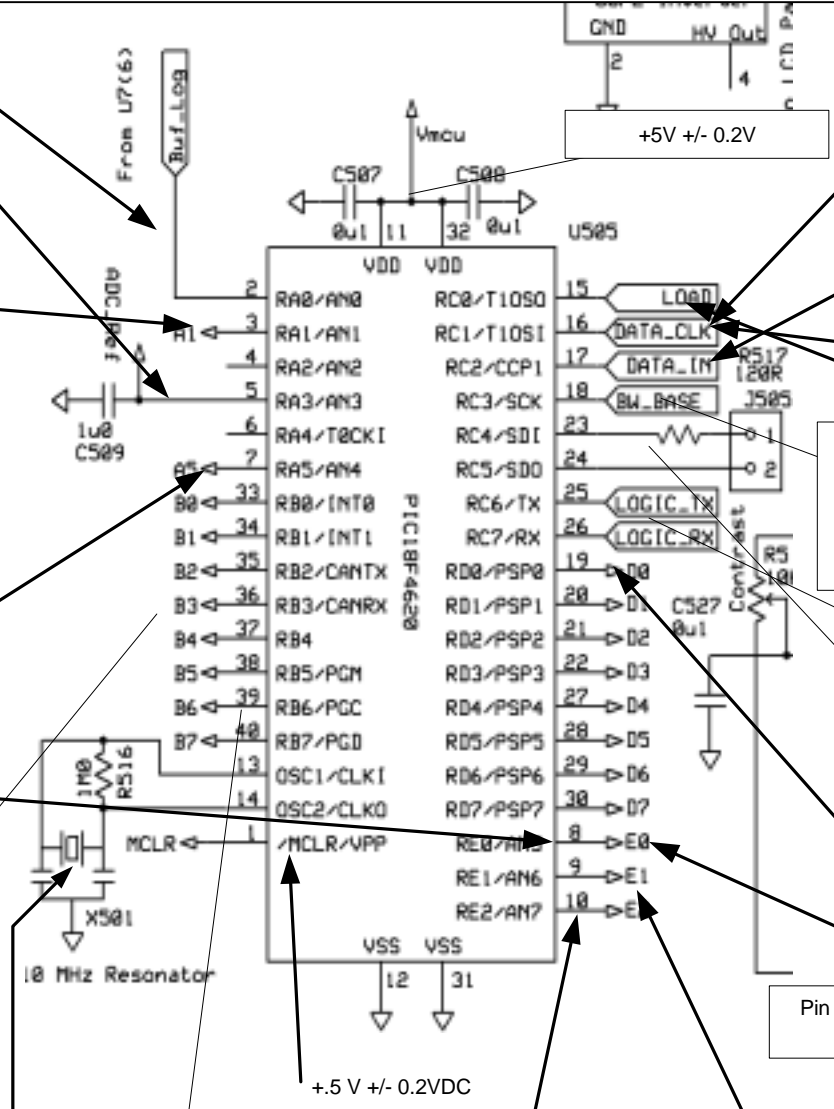 GND
HV Out
2
4
From U7(6)
Buf_Log
Vmcu
+5V +/- 0.2V
C507
C508
0u1
11
32
0u1
U505
VDD
VDD
2
RA0/AN0
RC0/T1OSO
15
LOAD
A1
3
RA1/AN1
RC1/T1OSI
16
DATA_CLK
4
RA2/AN2
RC2/CCP1
17
DATA_IN
R517
120R
5
RA3/AN3
RC3/SCK
18
BW_BASE
J505
1u0
C509
6
RA4/T0CKI
RC4/SDI
23
1
A5
7
RA5/AN4
RC5/SDO
24
2
B0
33
RB0/INT0
RC6/TX
25
LOGIC_TX
B1
34
RB1/INT1
RC7/RX
26
LOGIC_RX
PIC18F4620
Contrast
B2
35
RB2/CANTX
RD0/PSP0
19
D0
B3
36
RB3/CANRX
RD1/PSP1
20
D1
C527
0u1
B4
37
RB4
RD2/PSP2
21
D2
B5
38
RB5/PGM
RD3/PSP3
22
D3
B6
39
RB6/PGC
RD4/PSP4
27
D4
B7
40
RB7/PGD
RD5/PSP5
28
D5
1M0
R516
13
OSC1/CLKI
RD6/PSP6
29
D6
14
OSC2/CLKO
RD7/PSP7
30
D7
MCLR
1
/MCLR/VPP
RE0/AN5
8
E0
RE1/AN6
9
E1
RE2/AN7
10
X501
VSS
VSS
10 MHz Resonator
12
31
Pin
+.5 V +/- 0.2VDC